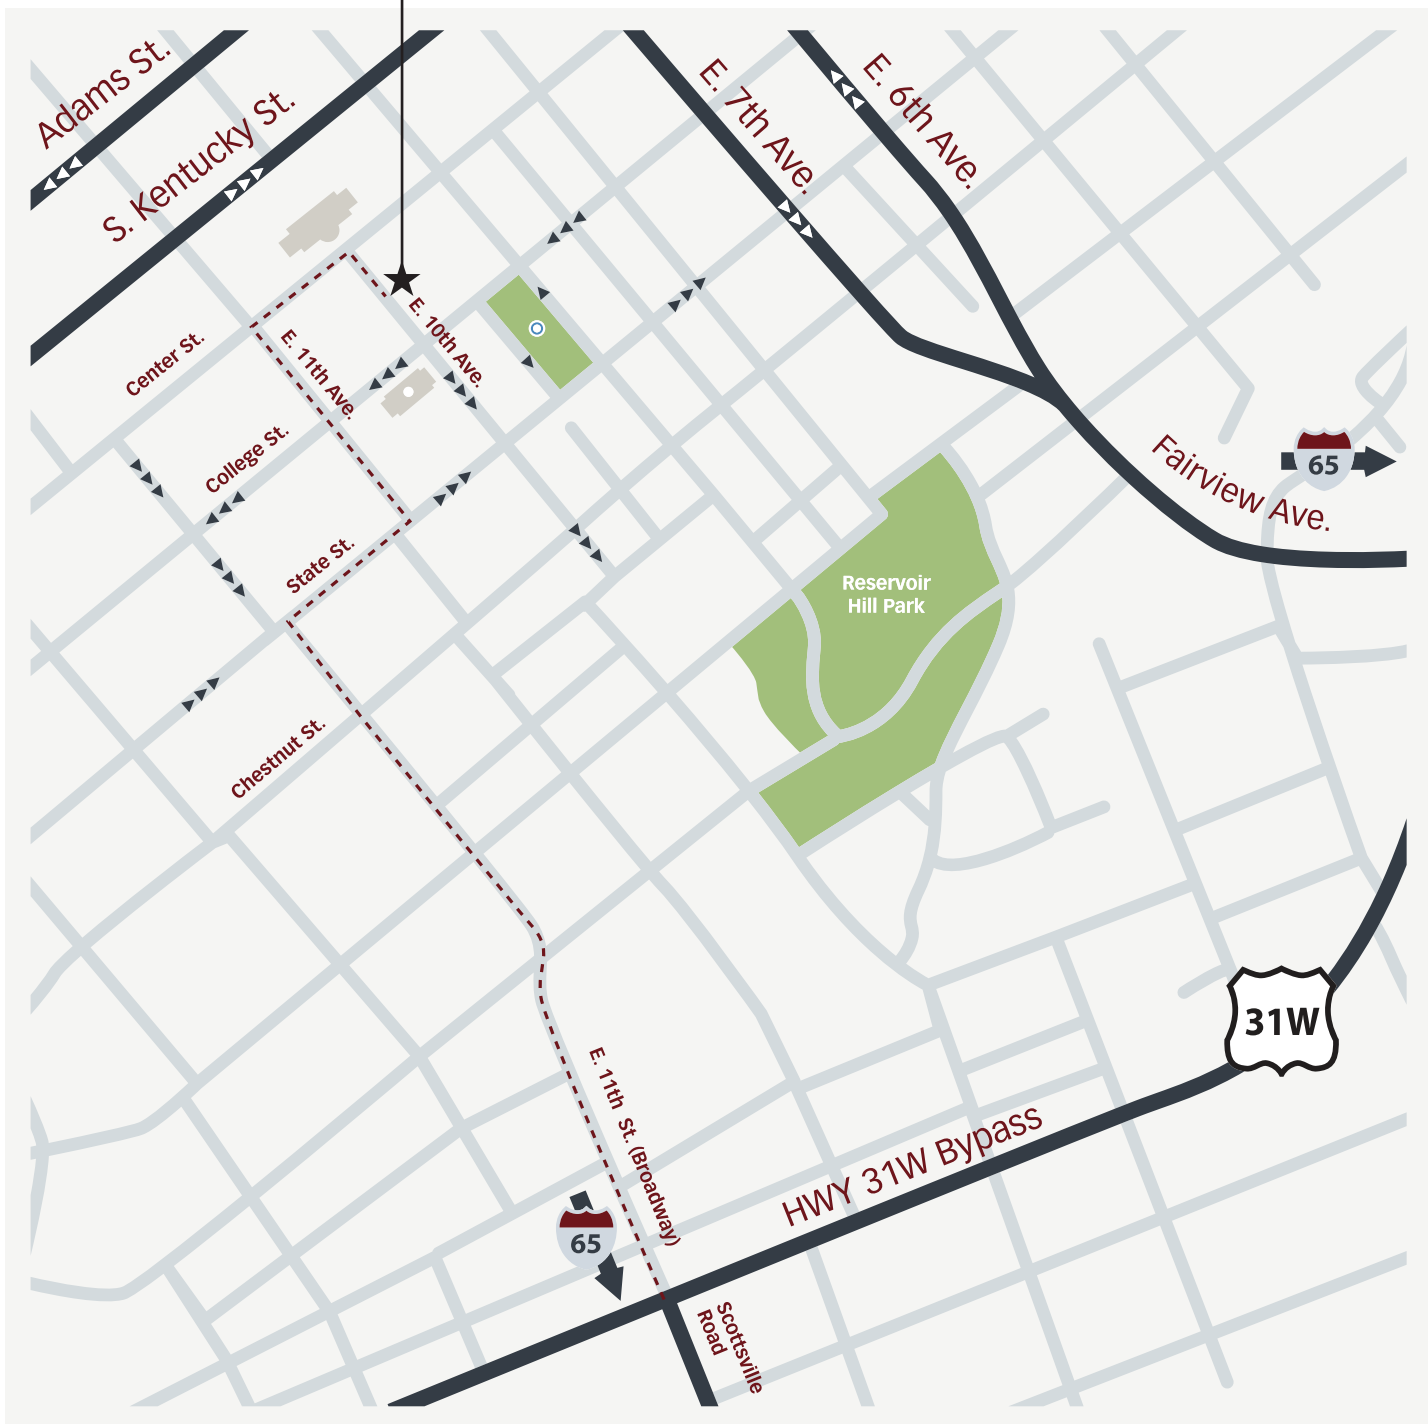 Adams St.
S. Kentucky St.
E. 7th Ave.
E. 6th Ave.
E. 10th Ave.
E. 11th Ave.
Center St.
College St.
State St.
Chestnut St.
Fairview Ave.
65
Reservoir
Hill Park
31W
HWY 31W Bypass
E. 11th St. (Broadway)
65
Scottsville
Road